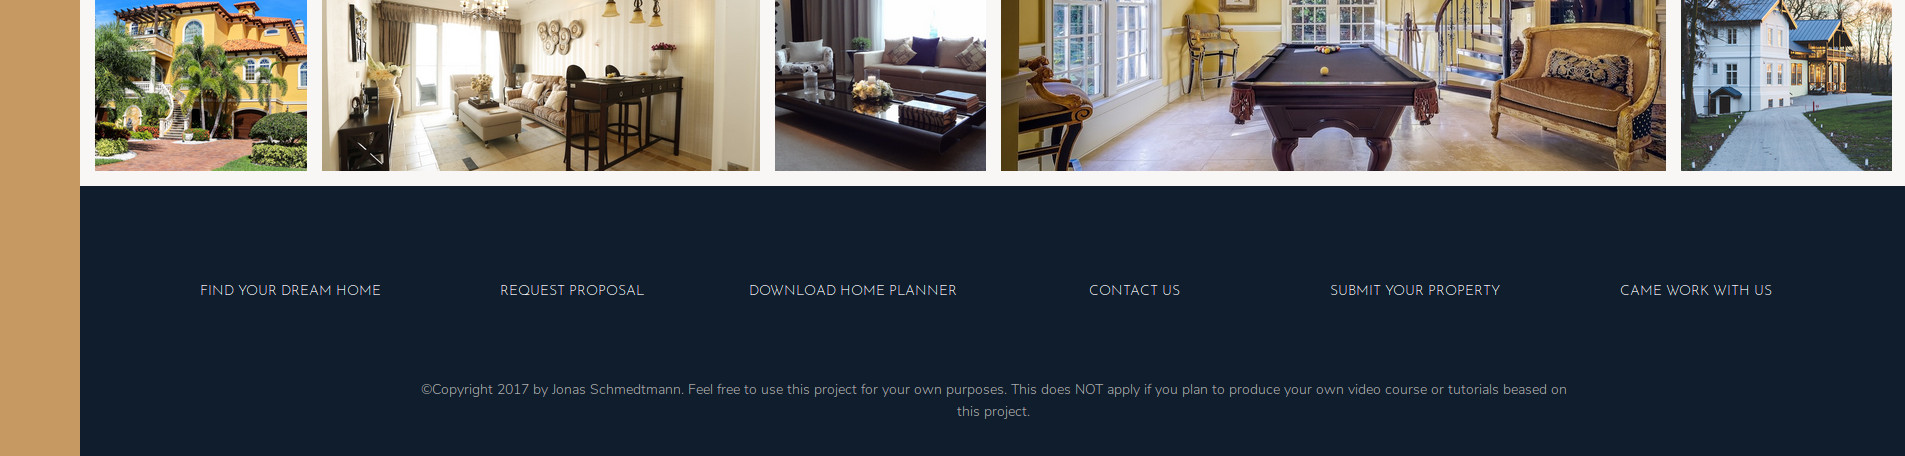 FIND YOUR DREAM HOME
REQUEST PROPOSAL
DOWNLOAD HOME PLANNER
CONTACT US
SUBMIT YOUR PROPERTY
CAME WORK WITH US
©Copyright 2017 by Jonas Schmedtmann. Feel free to use this project for your own purposes. This does NOT apply if you plan to produce your own video course or tutorials beased on
this project.